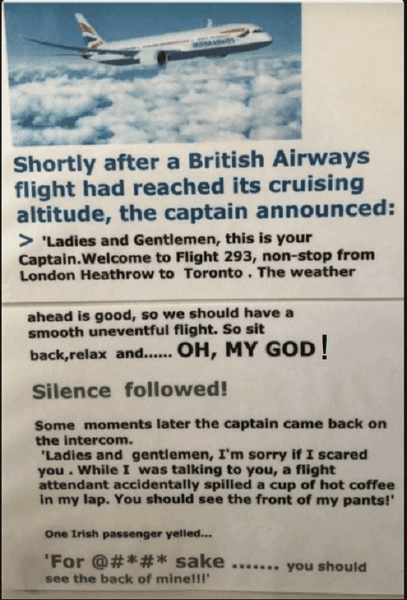 BRITISH AIRWAYS
Shortly after a British Airways
flight had reached its cruising
altitude, the captain announced:
> 'Ladies and Gentlemen, this is your
Captain.Welcome to Flight 293, non-stop from
London Heathrow to Toronto . The weather
ahead is good, so we should have a
smooth uneventful flight. So sit
back,relax and...... OH, MY GOD!
Silence followed!
Some moments later the captain came back on
the intercom.
'Ladies and gentlemen, I'm sorry if I scared
you . While I was talking to you, a flight
attendant accidentally spilled a cup of hot coffee
in my lap. You should see the front of my pants!'
One Irish passenger yelled...
'For @#*#* sake ....... you should
see the back of mine!!!'